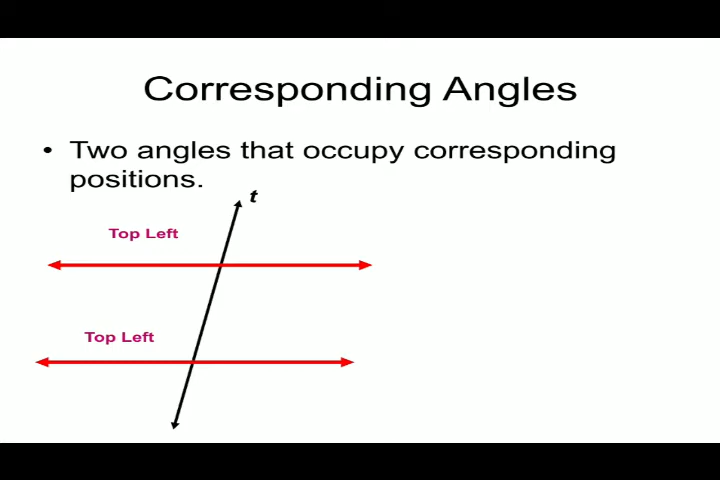 Corresponding Angles
• Two angles that occupy corresponding
positions.
t
Top Left
Top Left